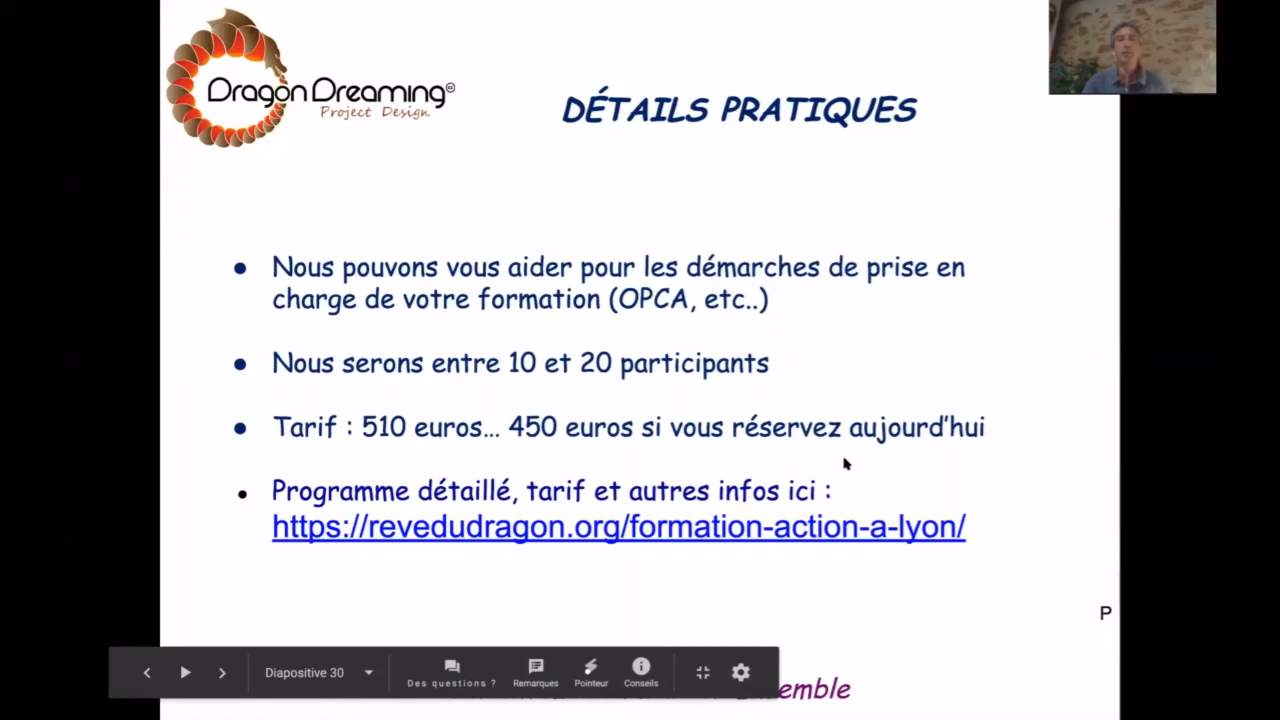 Dragon Dreaming
Project Design
DÉTAILS PRATIQUES
● Nous pouvons vous aider pour les démarches de prise en
charge de votre formation (OPCA, etc..)
● Nous serons entre 10 et 20 participants
● Tarif : 510 euros... 450 euros si vous réservez aujourd'hui
● Programme détaillé, tarif et autres infos ici :
https://revedudragon.org/formation-action-a-lyon/
P
Diapositive 30
Des questions ?
Remarques
Pointeur
Conseils